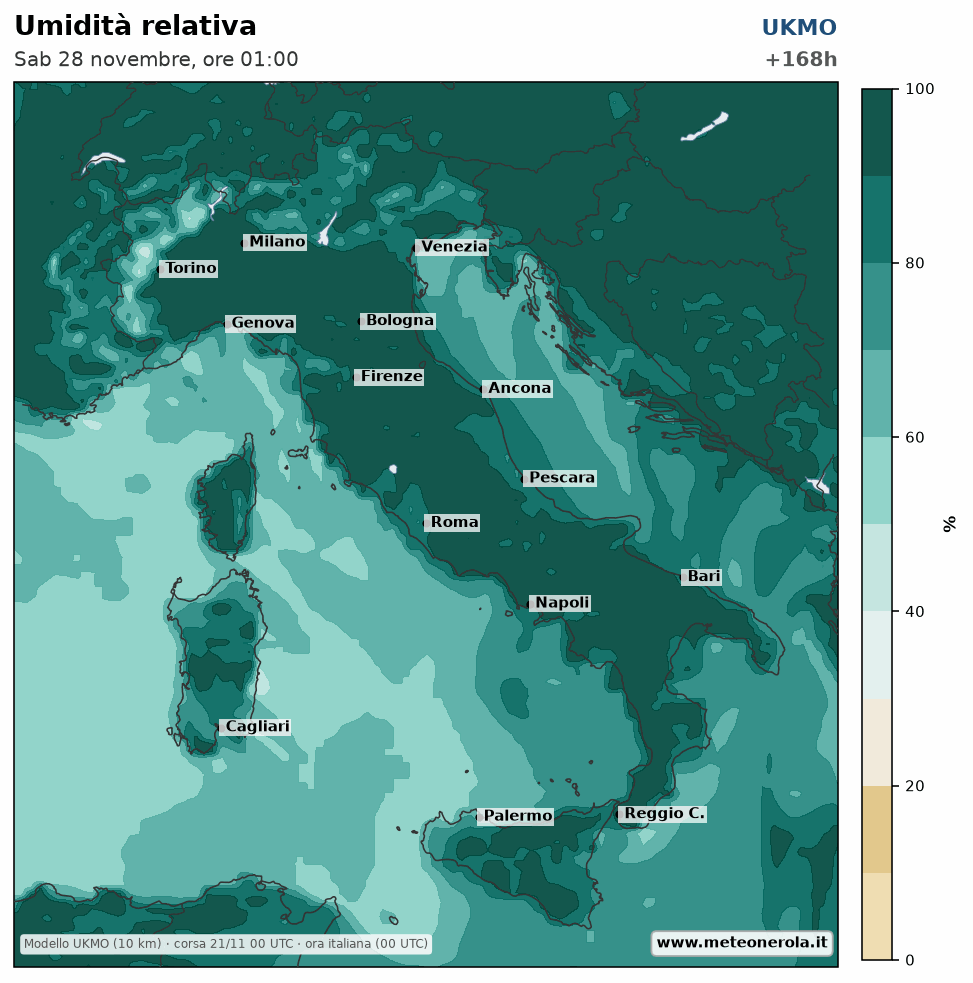 Umidità relativa
UKMO
Sab 28 novembre, ore 01:00
+168h
100
80
60
40
20
0
%
Milano
Venezia
Torino
Genova
Bologna
Firenze
Ancona
Pescara
Roma
Bari
Napoli
Cagliari
Palermo
Reggio C.
Modello UKMO (10 km) · corsa 21/11 00 UTC · ora italiana (00 UTC)
www.meteonerola.it